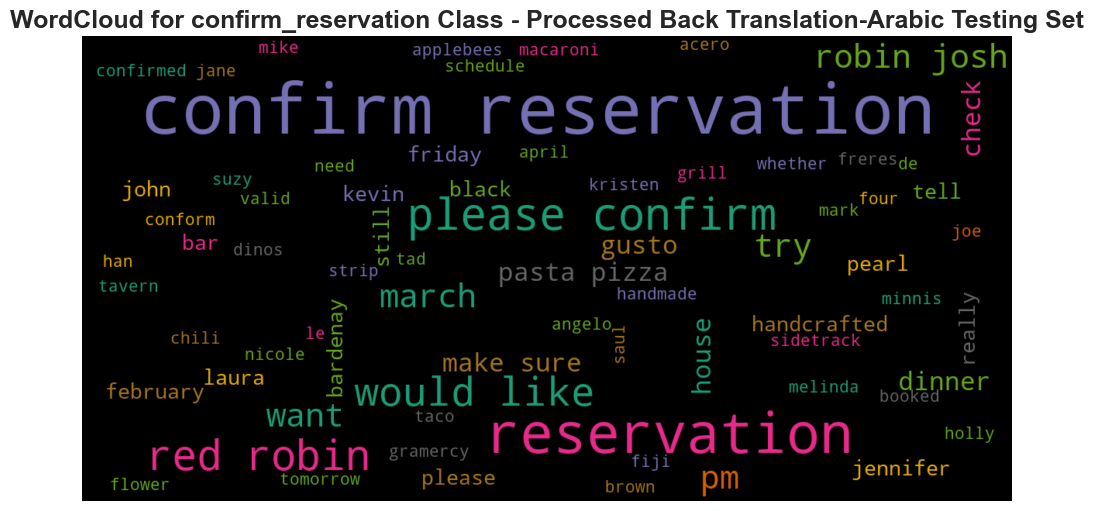 WordCloud for confirm_reservation Class - Processed Back Translation-Arabic Testing Set
mike
applebees
macaroni
acero
robin josh
confirmed
jane
schedule
confirm reservation
check
friday
april
need
whether
freres
de
john
suzy
valid
kevin
black
kristen
grill
four
tell
conform
still
please confirm
mark
bar
dinos
gusto
try
joe
han
strip
tad
pasta pizza
pearl
tavern
march
handmade
minnis
chili
le
bardenay
angelo
saul
house
handcrafted
sidetrack
really
nicole
laura
make sure
february
would like
melinda
dinner
booked
want
taco
reservation
holly
red robin
gramercy
fiji
jennifer
flower
tomorrow
please
brown
pm